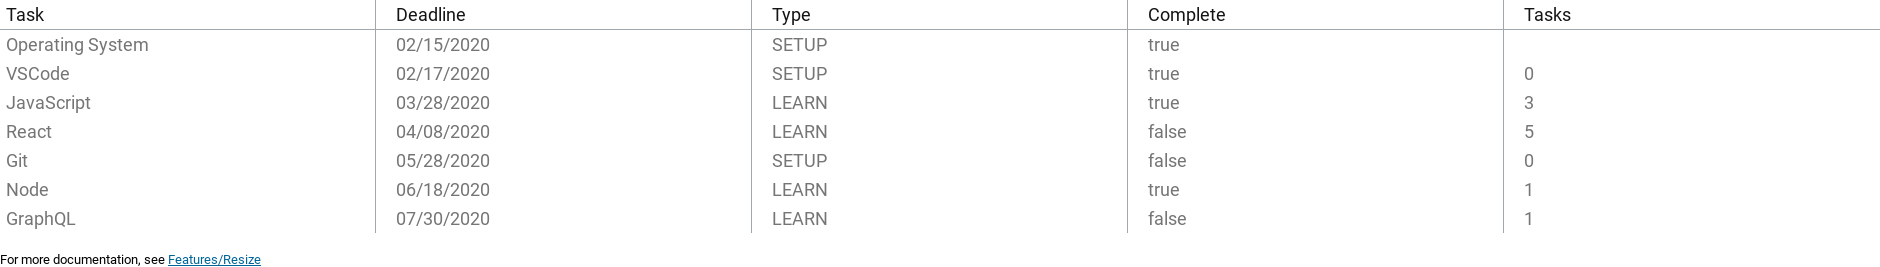 Task Deadline Type Complete Tasks
Operating System 02/15/2020 SETUP true
VSCode 02/17/2020 SETUP true 0
JavaScript 03/28/2020 LEARN true 3
React 04/08/2020 LEARN false 5
Git 05/28/2020 SETUP false 0
Node 06/18/2020 LEARN true 1
GraphQL 07/30/2020 LEARN false 1
For more documentation, see Features/Resize